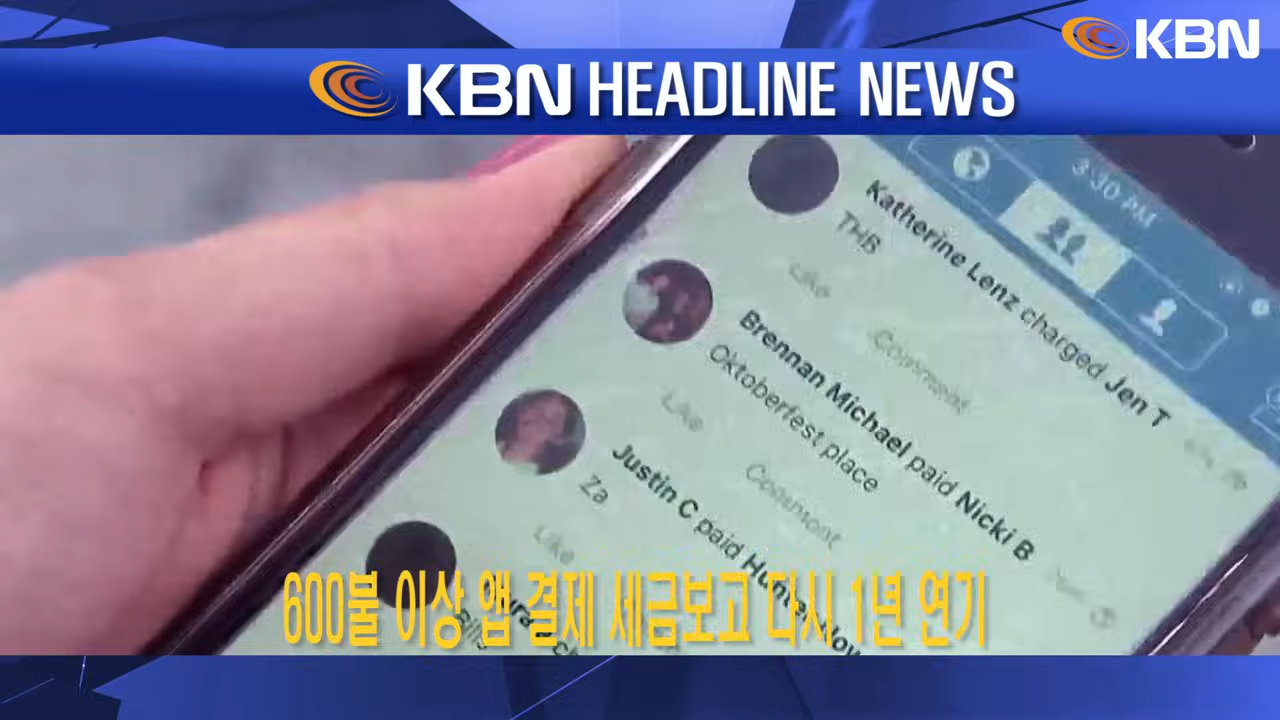 KBN
KBN HEADLINE NEWS
3:30 PM
Katherine Lenz charged Jen T
THB
Like
Comment
Brennan Michael paid Nicki B
Oktoberfest place
Like
Comment
Justin C paid Hunter Nov
Za
Like
600불 이상 앱 결제 세금보고 다시 1년 연기